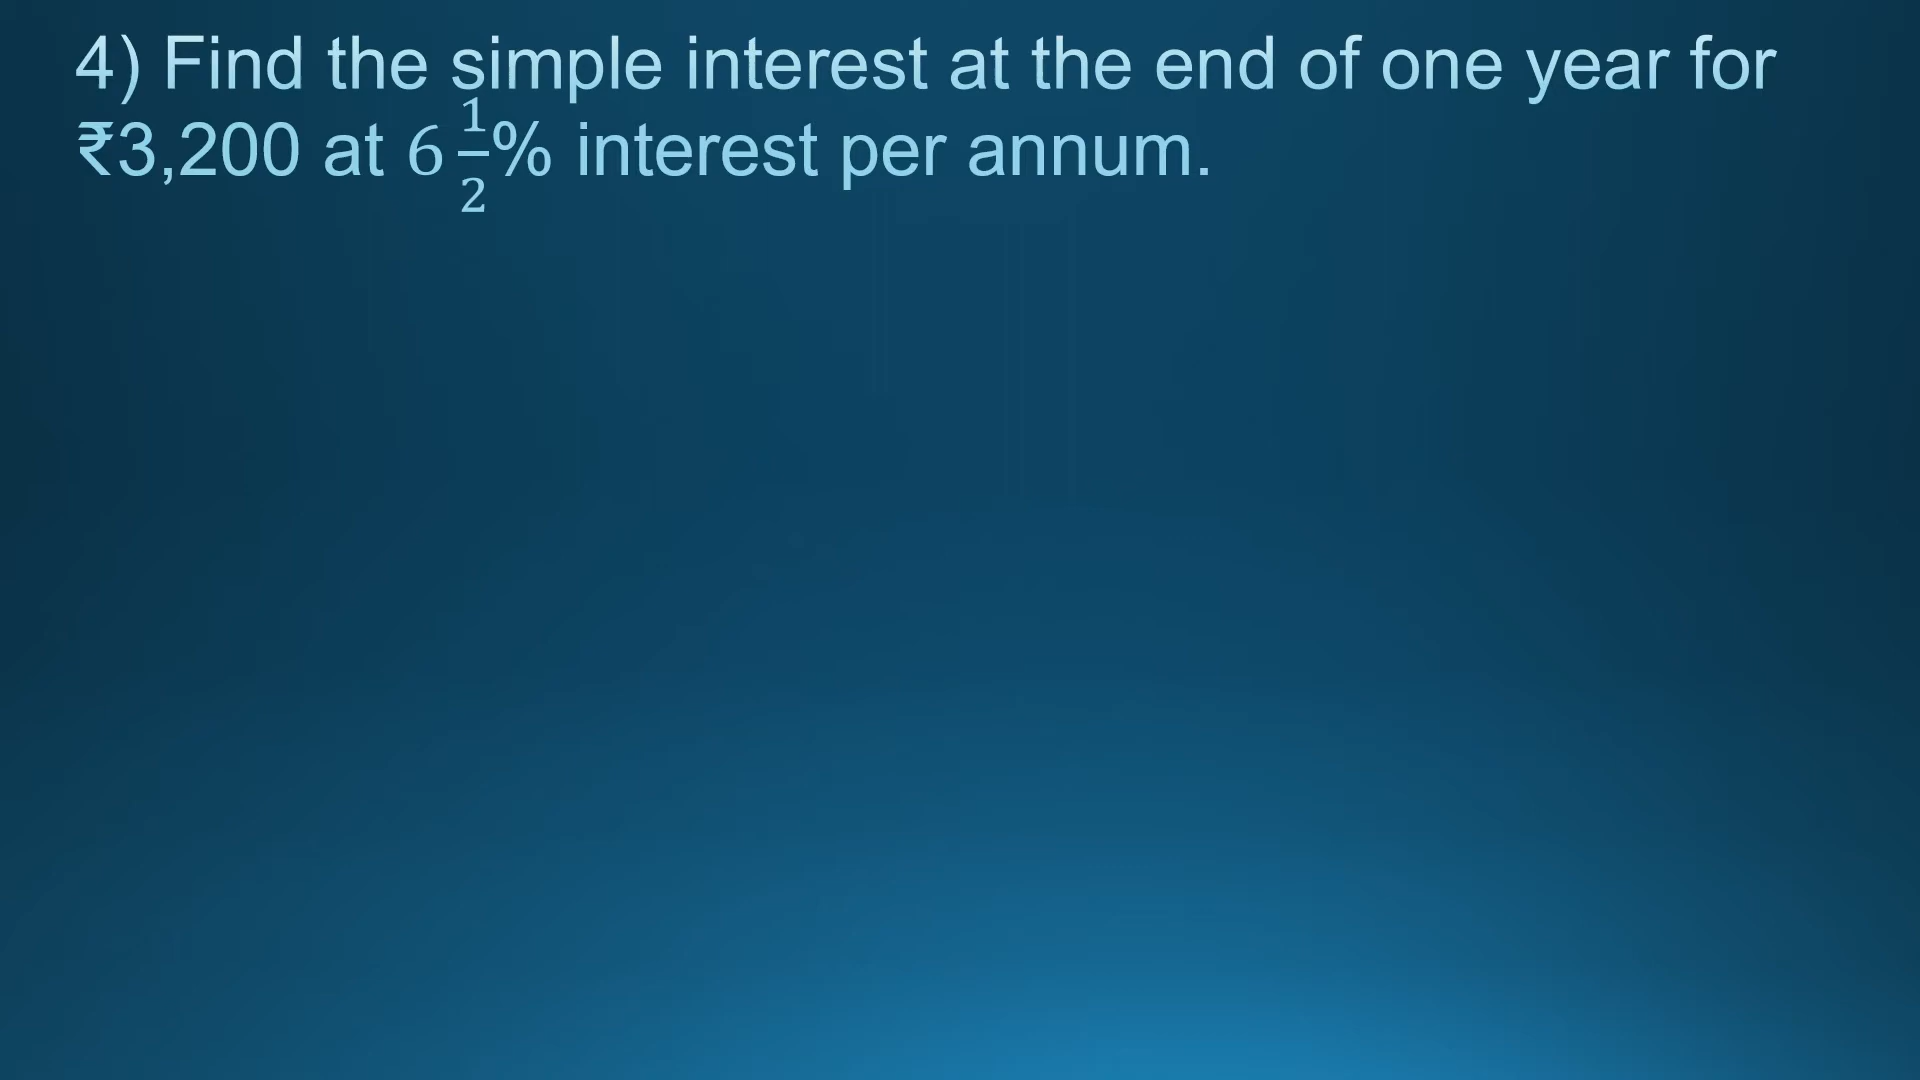 4) Find the simple interest at the end of one year for
₹3,200 at 6 1/2% interest per annum.